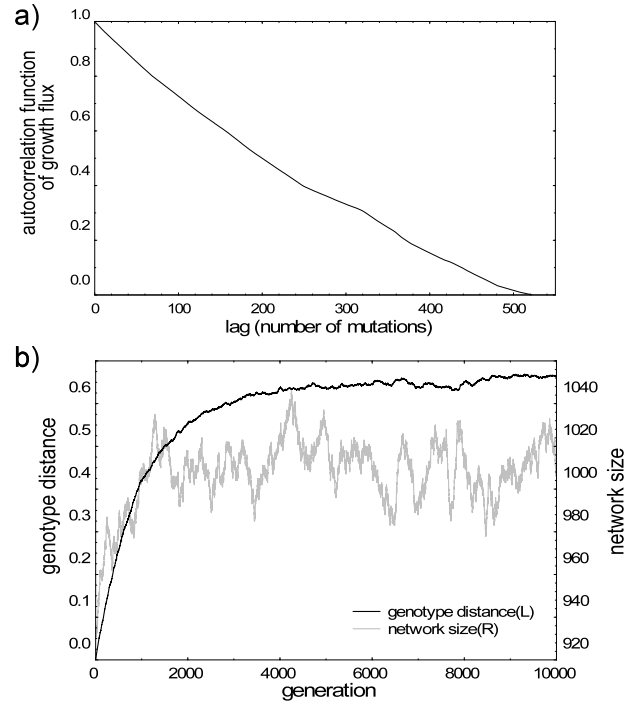 a)
1.0
0.8
0.6
0.4
0.2
0.0
autocorrelation function
of growth flux
0 100 200 300 400 500
lag (number of mutations)
b)
0.6
0.5
0.4
0.3
0.2
0.1
0.0
genotype distance
1040
1020
1000
980
960
940
920
network size
genotype distance(L)
network size(R)
0 2000 4000 6000 8000 10000
generation